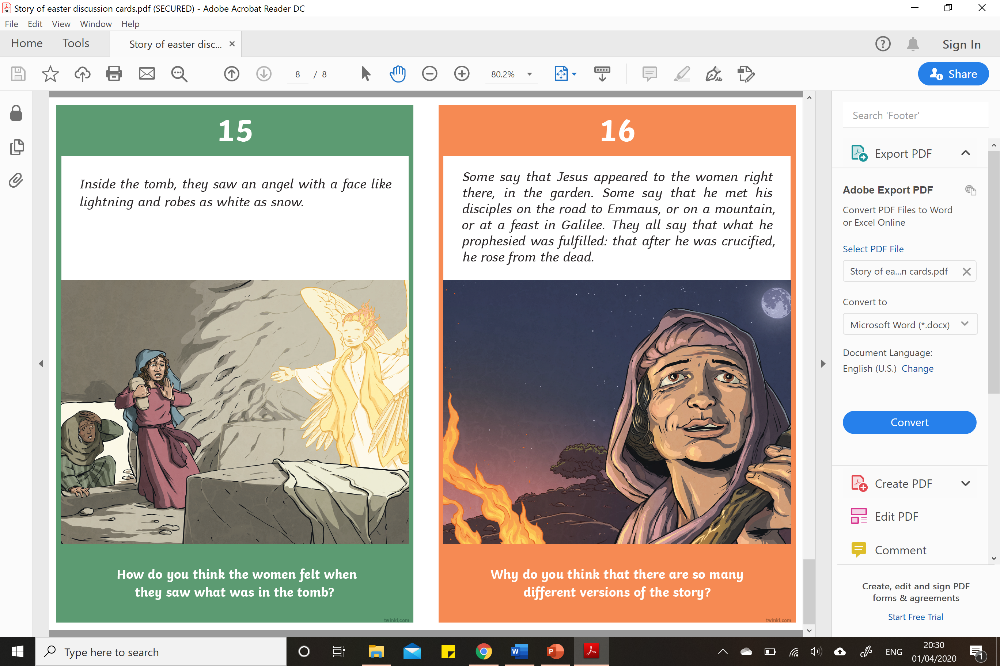 Story of easter discussion cards.pdf (SECURED) - Adobe Acrobat Reader DC
File Edit View Window Help
Home Tools Story of easter disc... Sign In
8 / 8 80.2% Share
15
Inside the tomb, they saw an angel with a face like
lightning and robes as white as snow.
How do you think the women felt when
they saw what was in the tomb?
twinkl.com
16
Some say that Jesus appeared to the women right
there, in the garden. Some say that he met his
disciples on the road to Emmaus, or on a mountain,
or at a feast in Galilee. They all say that what he
prophesied was fulfilled: that after he was crucified,
he rose from the dead.
Why do you think that there are so many
different versions of the story?
twinkl.com
Search 'Footer'
Export PDF
Adobe Export PDF
Convert PDF Files to Word
or Excel Online
Select PDF File
Story of ea...n cards.pdf
Convert to
Microsoft Word (*.docx)
Document Language:
English (U.S.) Change
Convert
Create PDF
Edit PDF
Comment
Create, edit and sign PDF
forms & agreements
Start Free Trial
Type here to search
ENG
20:30
01/04/2020
1